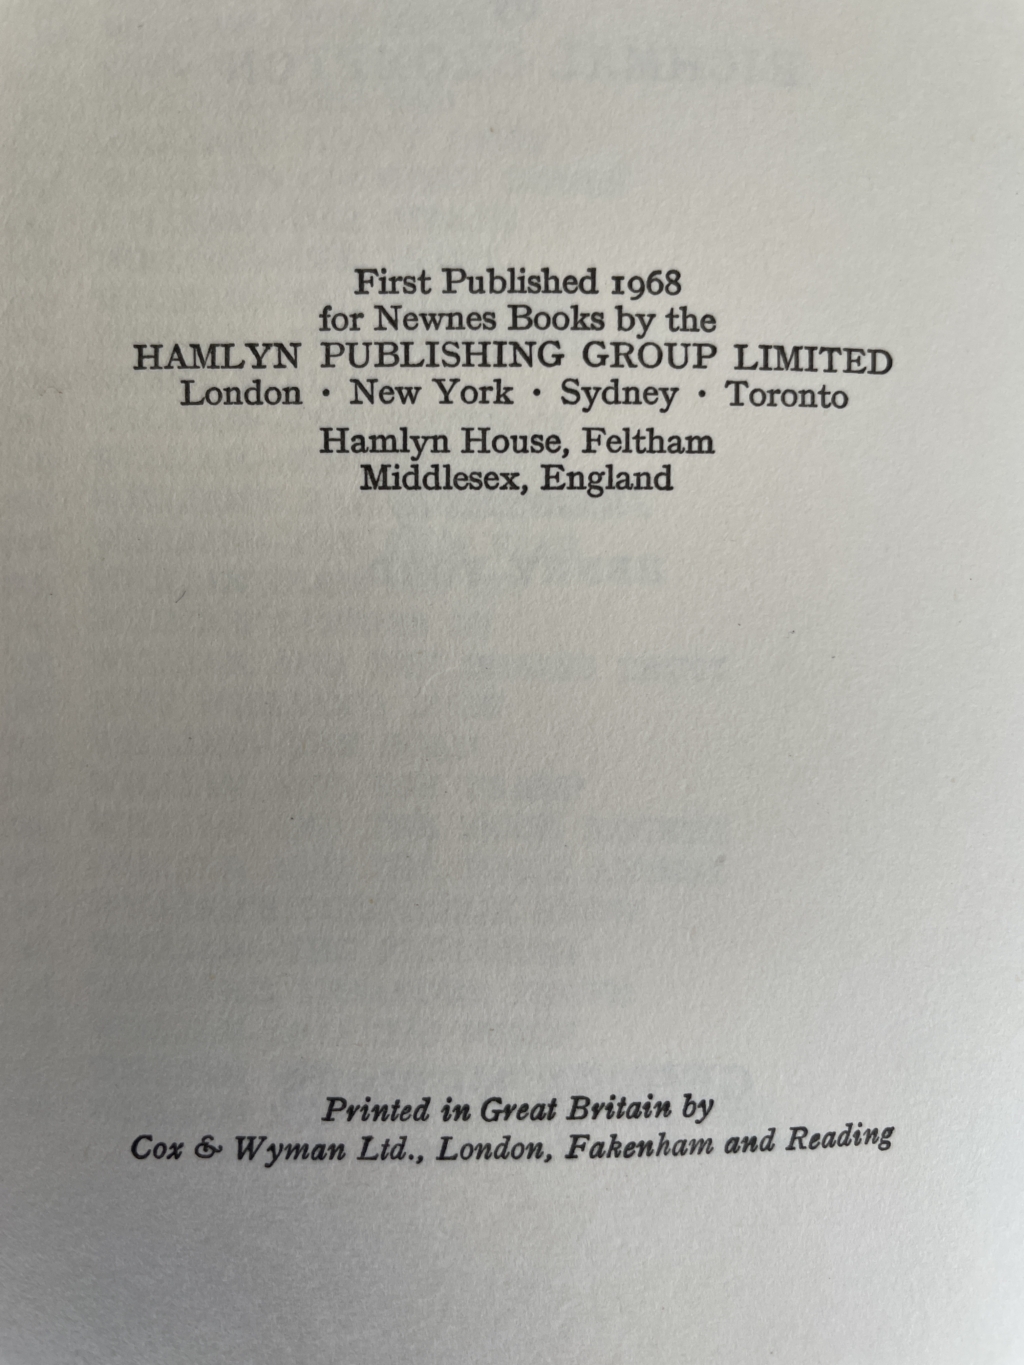 First Published 1968
for Newnes Books by the
HAMLYN PUBLISHING GROUP LIMITED
London · New York · Sydney · Toronto
Hamlyn House, Feltham
Middlesex, England
Printed in Great Britain by
Cox & Wyman Ltd., London, Fakenham and Reading